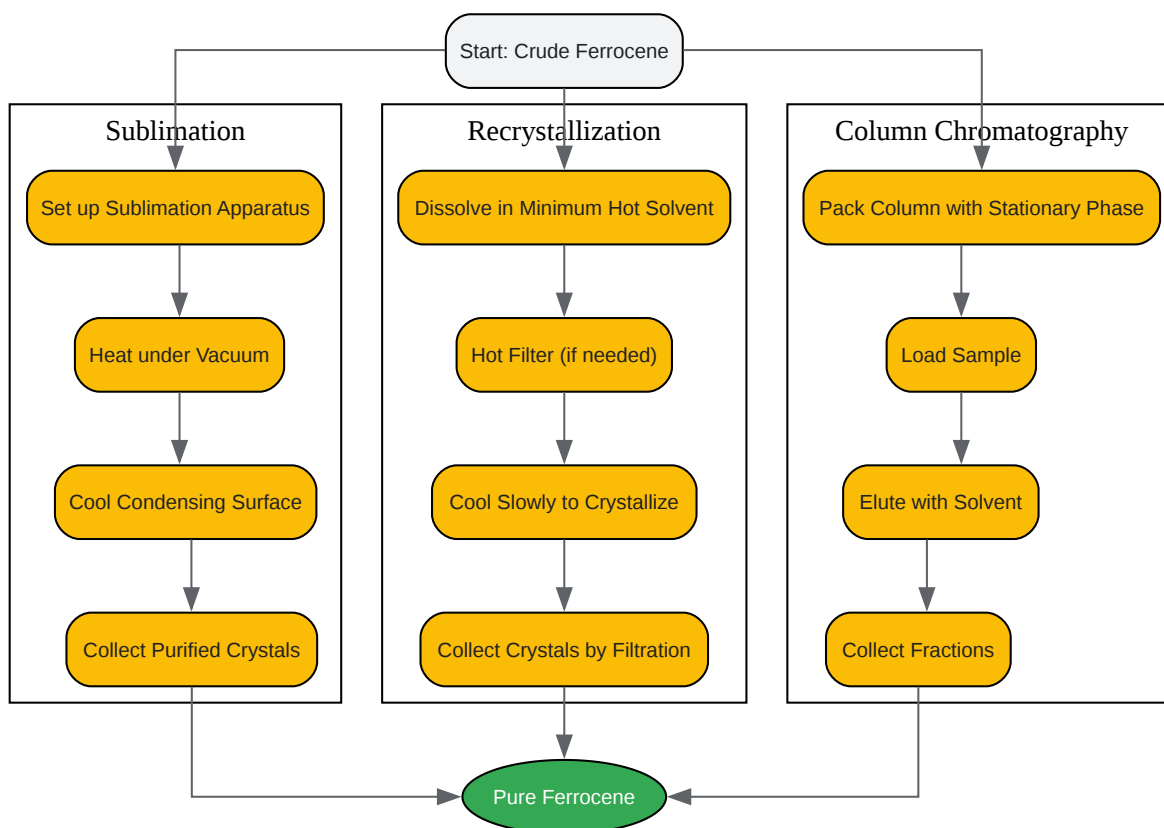 Start: Crude Ferrocene
Sublimation
Set up Sublimation Apparatus
Heat under Vacuum
Cool Condensing Surface
Collect Purified Crystals
Recrystallization
Dissolve in Minimum Hot Solvent
Hot Filter (if needed)
Cool Slowly to Crystallize
Collect Crystals by Filtration
Column Chromatography
Pack Column with Stationary Phase
Load Sample
Elute with Solvent
Collect Fractions
Pure Ferrocene